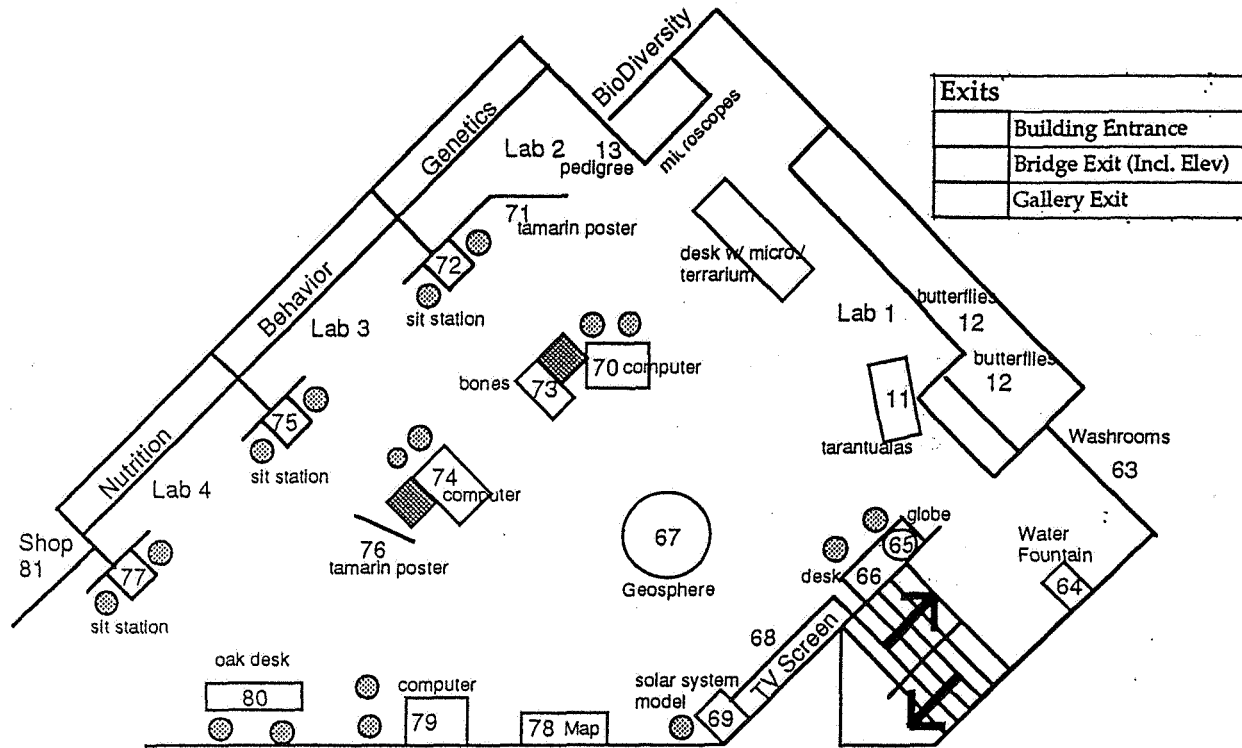 BioDiversity
microscopes
Exits
Building Entrance
Bridge Exit (Incl. Elev)
Gallery Exit
Genetics
Lab 2
13
pedigree
71
tamarin poster
72
sit station
desk w/ micro./
terrarium
Behavior
Lab 3
Lab 1
butterflies
12
butterflies
12
bones
73
70 computer
11
tarantualas
Washrooms
63
75
sit station
Nutrition
Lab 4
74
computer
76
tamarin poster
67
Geosphere
globe
65
desk
66
Water
Fountain
64
Shop
81
77
sit station
68
TV Screen
oak desk
80
computer
79
78 Map
solar system
model
69